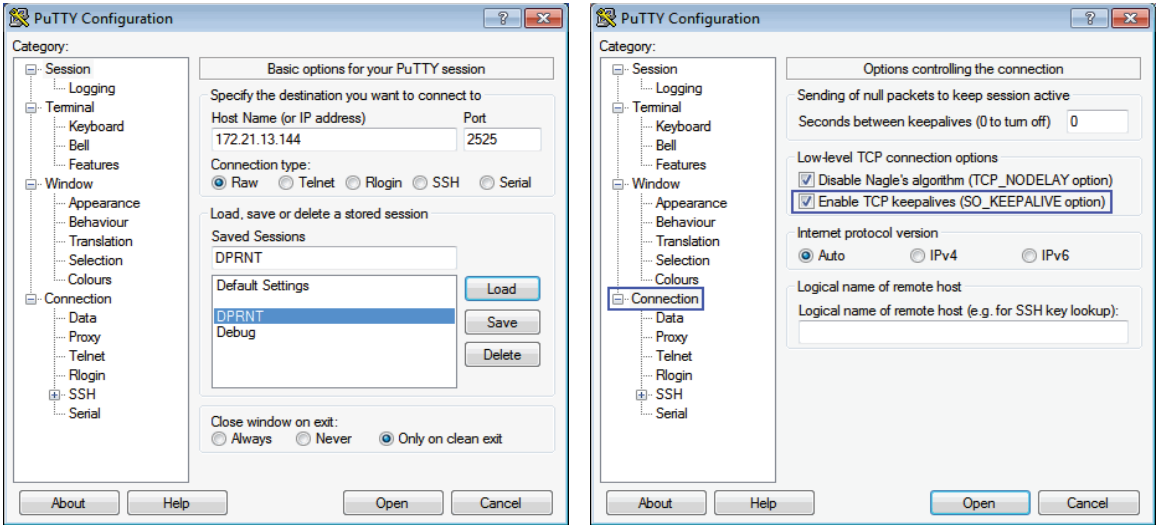 PuTTY Configuration
Category:
Session
Logging
Terminal
Keyboard
Bell
Features
Window
Appearance
Behaviour
Translation
Selection
Colours
Connection
Data
Proxy
Telnet
Rlogin
SSH
Serial
Basic options for your PuTTY session
Specify the destination you want to connect to
Host Name (or IP address) Port
172.21.13.144 2525
Connection type:
Raw Telnet Rlogin SSH Serial
Load, save or delete a stored session
Saved Sessions
DPRNT
Default Settings
DPRNT
Debug
Load
Save
Delete
Close window on exit:
Always Never Only on clean exit
About Help Open Cancel
PuTTY Configuration
Category:
Session
Logging
Terminal
Keyboard
Bell
Features
Window
Appearance
Behaviour
Translation
Selection
Colours
Connection
Data
Proxy
Telnet
Rlogin
SSH
Serial
Options controlling the connection
Sending of null packets to keep session active
Seconds between keepalives (0 to turn off) 0
Low-level TCP connection options
Disable Nagle's algorithm (TCP_NODELAY option)
Enable TCP keepalives (SO_KEEPALIVE option)
Internet protocol version
Auto IPv4 IPv6
Logical name of remote host
Logical name of remote host (e.g. for SSH key lookup):
About Help Open Cancel